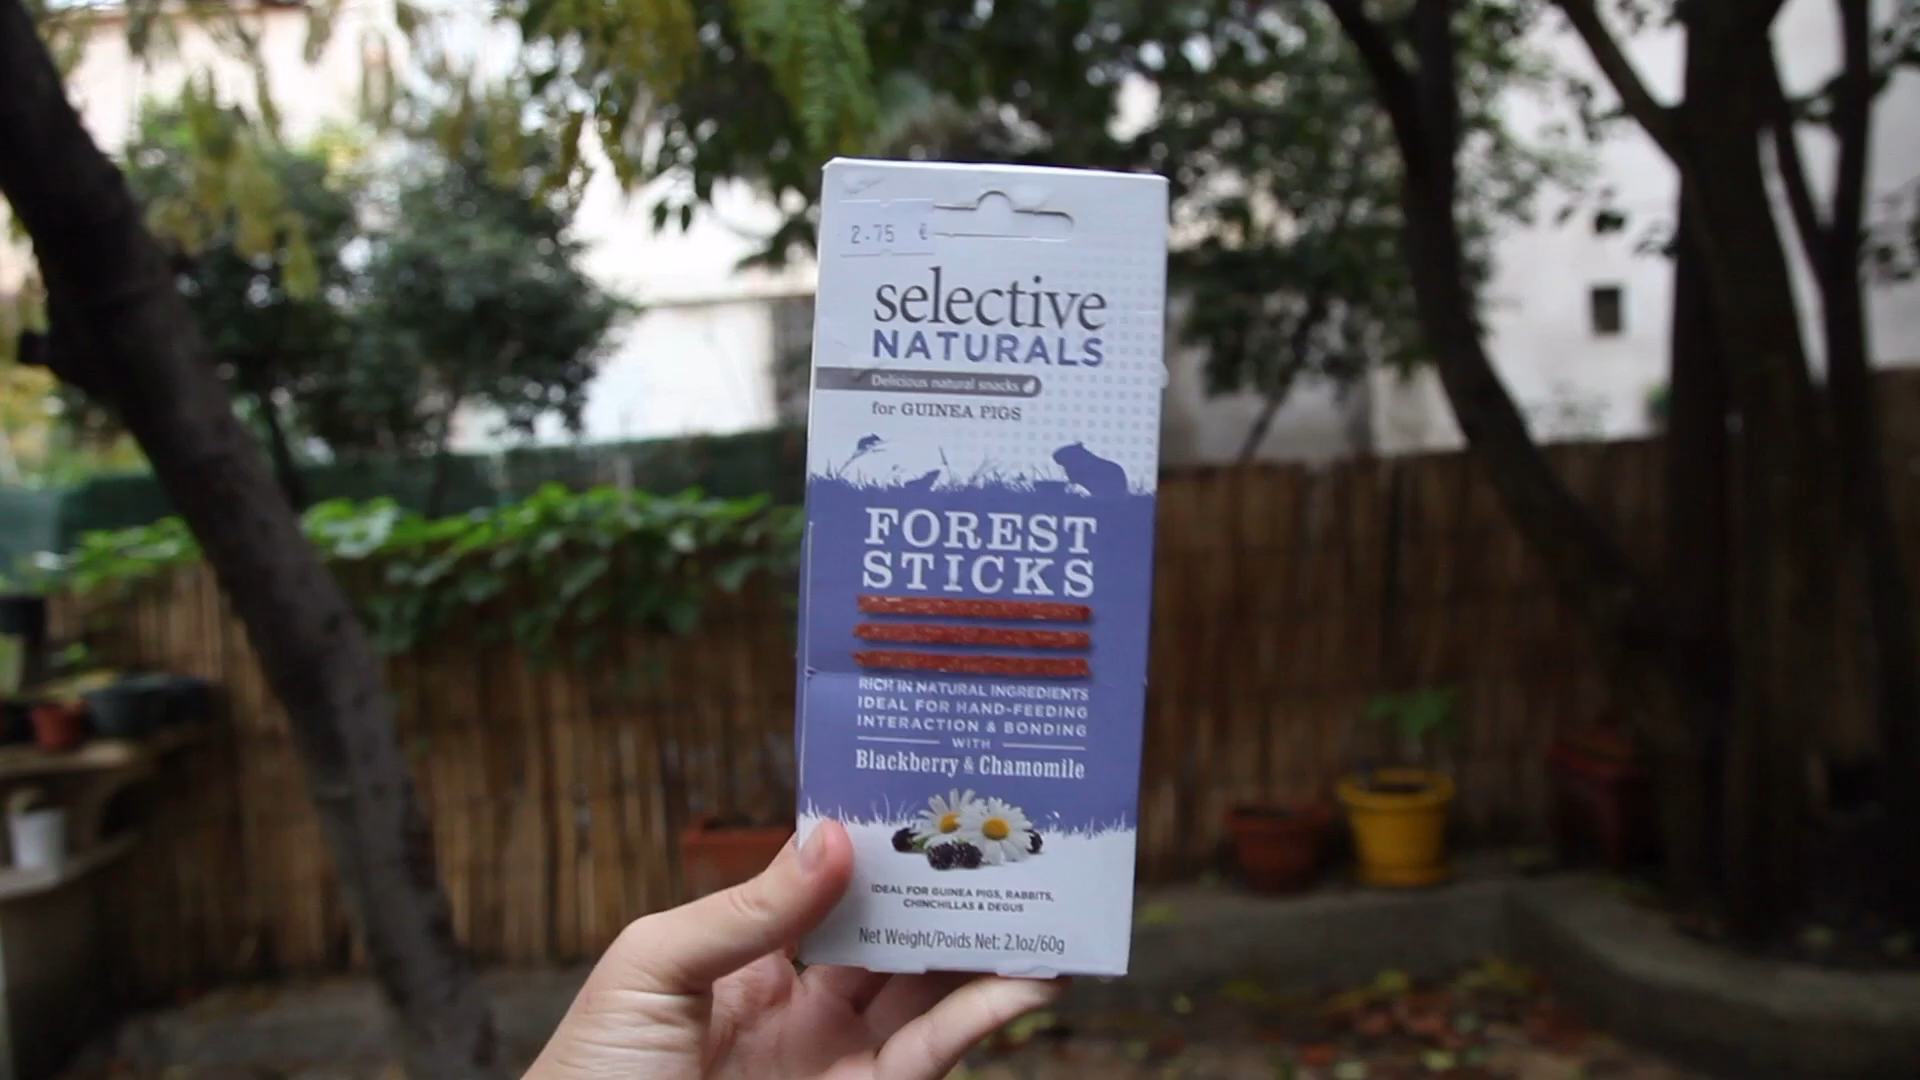 2.75 €
selective
NATURALS
Delicious natural snacks
for GUINEA PIGS
FOREST
STICKS
RICH IN NATURAL INGREDIENTS
IDEAL FOR HAND-FEEDING
INTERACTION & BONDING
WITH
Blackberry & Chamomile
IDEAL FOR GUINEA PIGS, RABBITS,
CHINCHILLAS & DEGUS
Net Weight/Poids Net: 2.1oz/60g